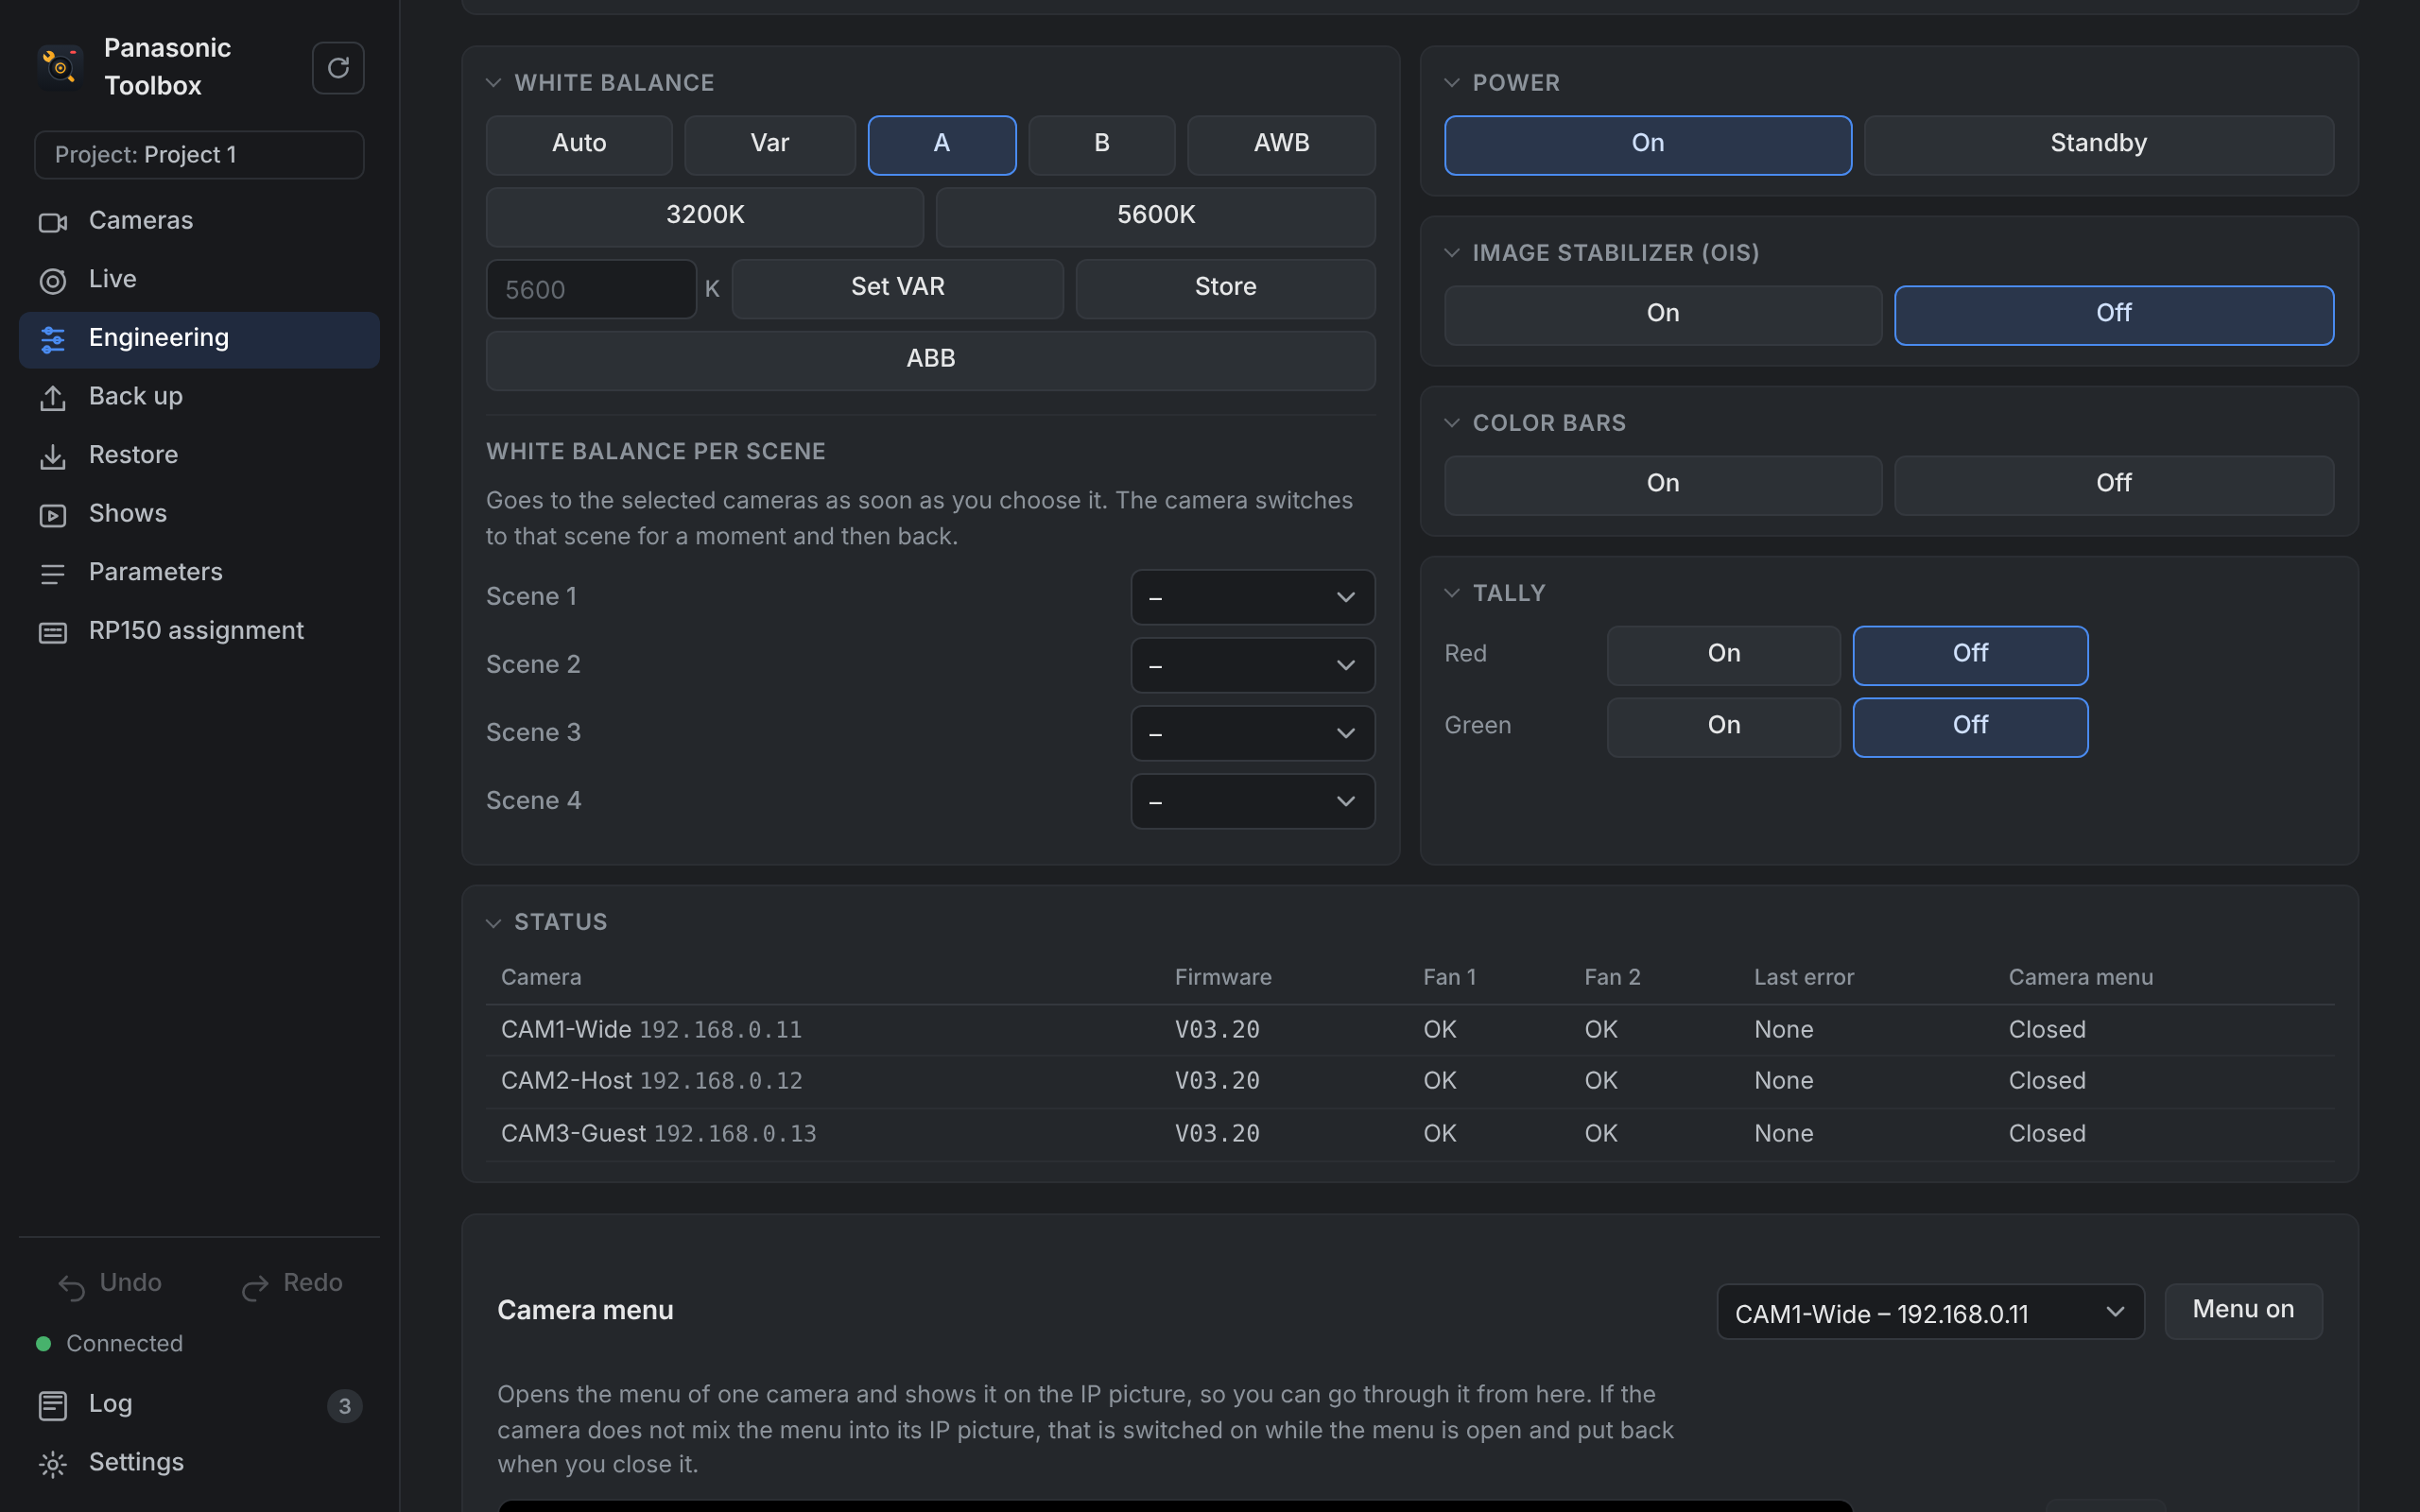 Panasonic
Toolbox
Project: Project 1
Cameras
Live
Engineering
Back up
Restore
Shows
Parameters
RP150 assignment
Undo Redo
Connected
Log 3
Settings
WHITE BALANCE
Auto Var A B AWB
3200K 5600K
5600 K Set VAR Store
ABB
WHITE BALANCE PER SCENE
Goes to the selected cameras as soon as you choose it. The camera switches
to that scene for a moment and then back.
Scene 1 –
Scene 2 –
Scene 3 –
Scene 4 –
POWER
On Standby
IMAGE STABILIZER (OIS)
On Off
COLOR BARS
On Off
TALLY
Red On Off
Green On Off
STATUS
Camera Firmware Fan 1 Fan 2 Last error Camera menu
CAM1-Wide 192.168.0.11 V03.20 OK OK None Closed
CAM2-Host 192.168.0.12 V03.20 OK OK None Closed
CAM3-Guest 192.168.0.13 V03.20 OK OK None Closed
Camera menu CAM1-Wide – 192.168.0.11 Menu on
Opens the menu of one camera and shows it on the IP picture, so you can go through it from here. If the
camera does not mix the menu into its IP picture, that is switched on while the menu is open and put back
when you close it.